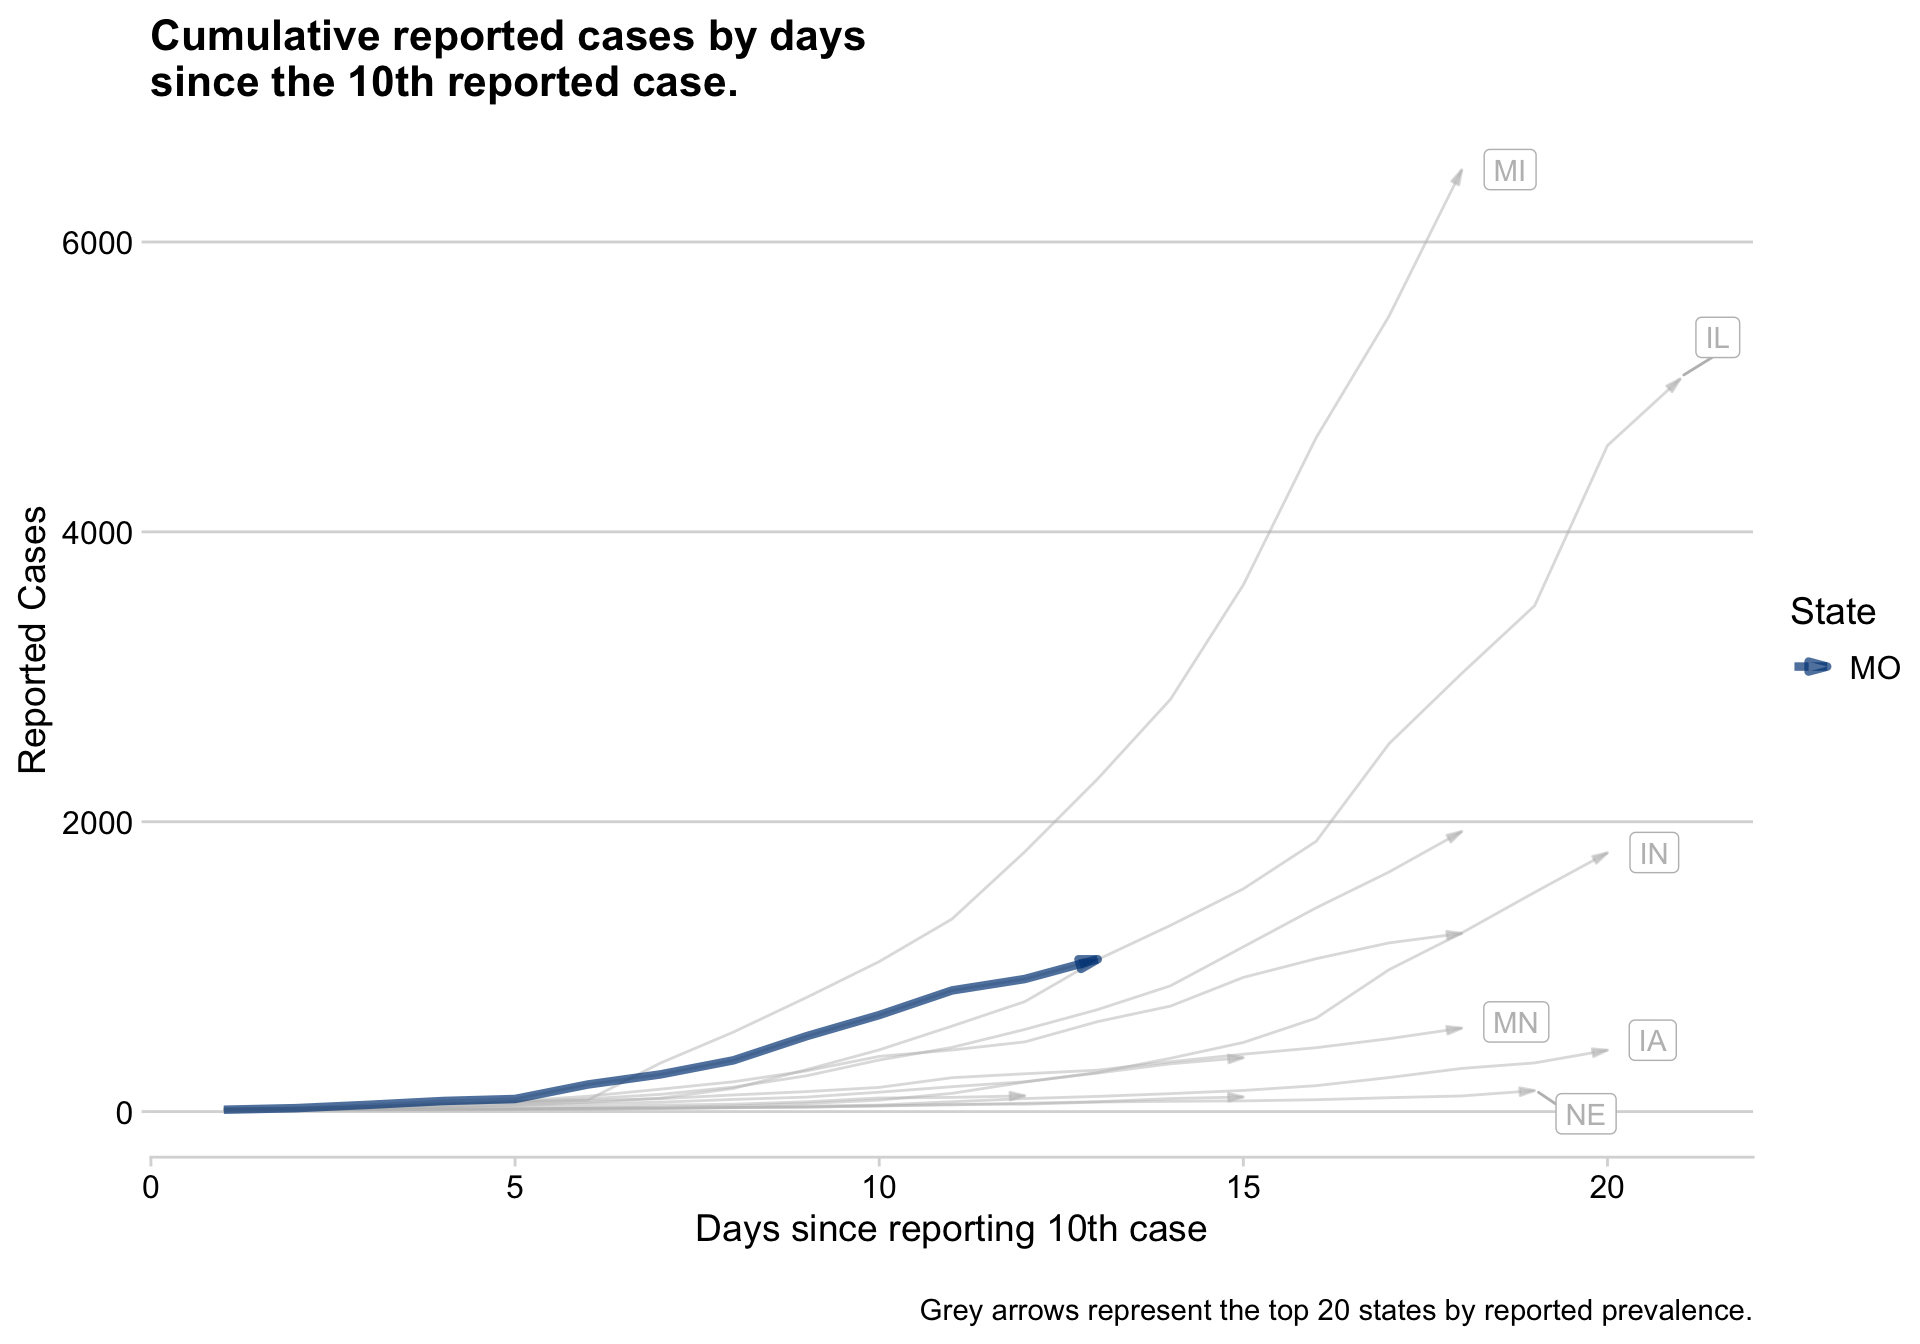 Cumulative reported cases by days
since the 10th reported case.
MI
6000
IL
4000
Reported Cases
State
MO
2000
IN
MN
IA
0
NE
0 5 10 15 20
Days since reporting 10th case
Grey arrows represent the top 20 states by reported prevalence.